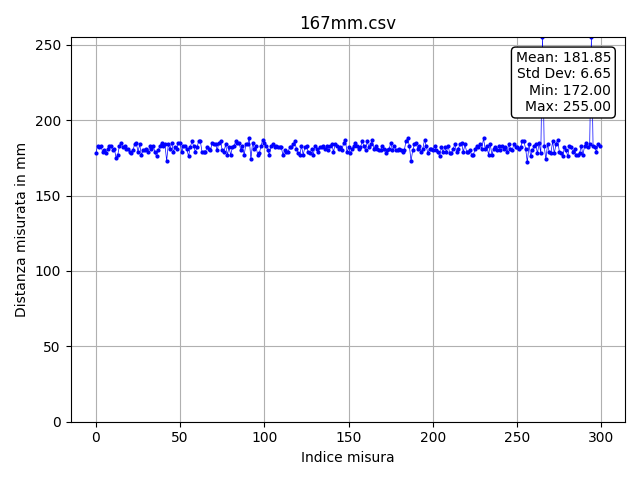 167mm.csv
Mean: 181.85
Std Dev: 6.65
Min: 172.00
Max: 255.00
250
200
150
100
50
0
Distanza misurata in mm
0 50 100 150 200 250 300
Indice misura